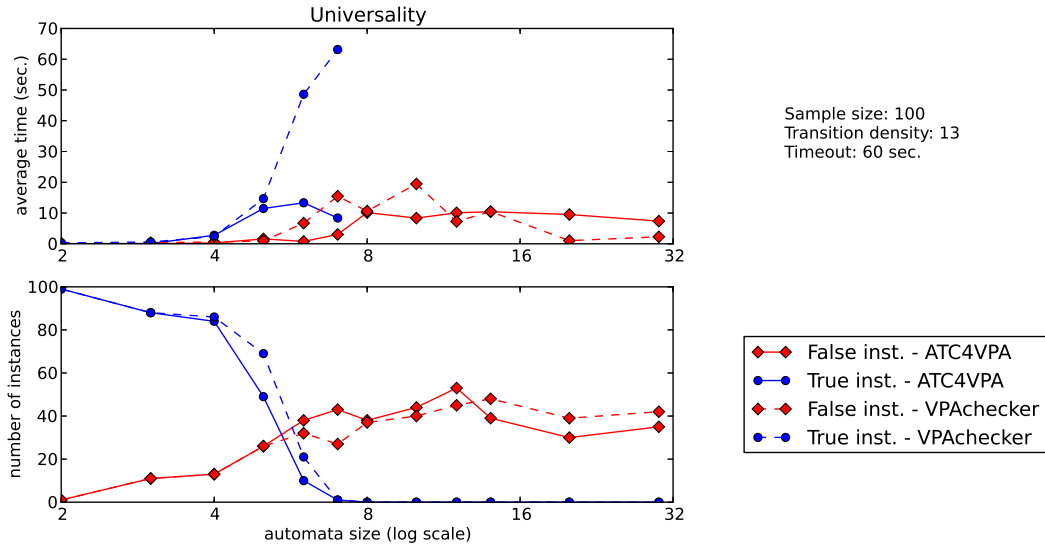 Universality
average time (sec.)
70
60
50
40
30
20
10
0
2
4
8
16
32
Sample size: 100
Transition density: 13
Timeout: 60 sec.
number of instances
100
80
60
40
20
0
2
4
8
16
32
automata size (log scale)
False inst. - ATC4VPA
True inst. - ATC4VPA
False inst. - VPAchecker
True inst. - VPAchecker